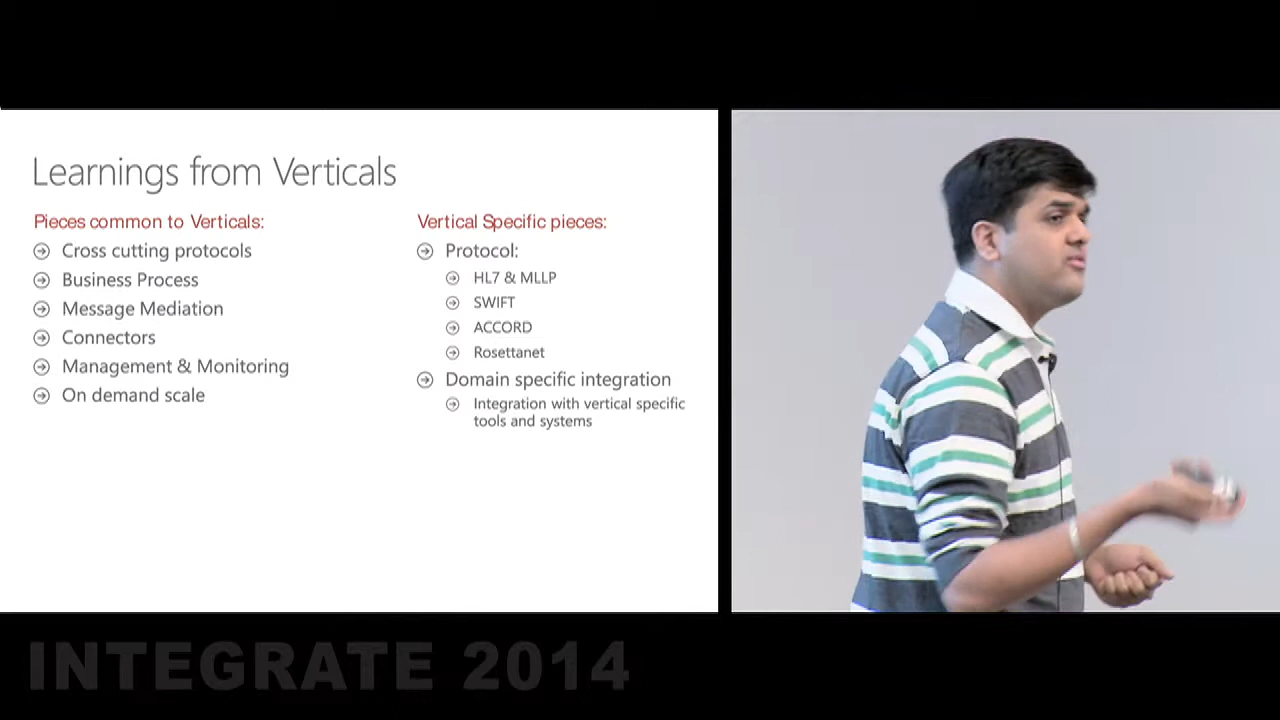 Learnings from Verticals
Pieces common to Verticals:
Cross cutting protocols
Business Process
Message Mediation
Connectors
Management & Monitoring
On demand scale
Vertical Specific pieces:
Protocol:
HL7 & MLLP
SWIFT
ACCORD
Rosettanet
Domain specific integration
Integration with vertical specific
tools and systems
INTEGRATE 2014